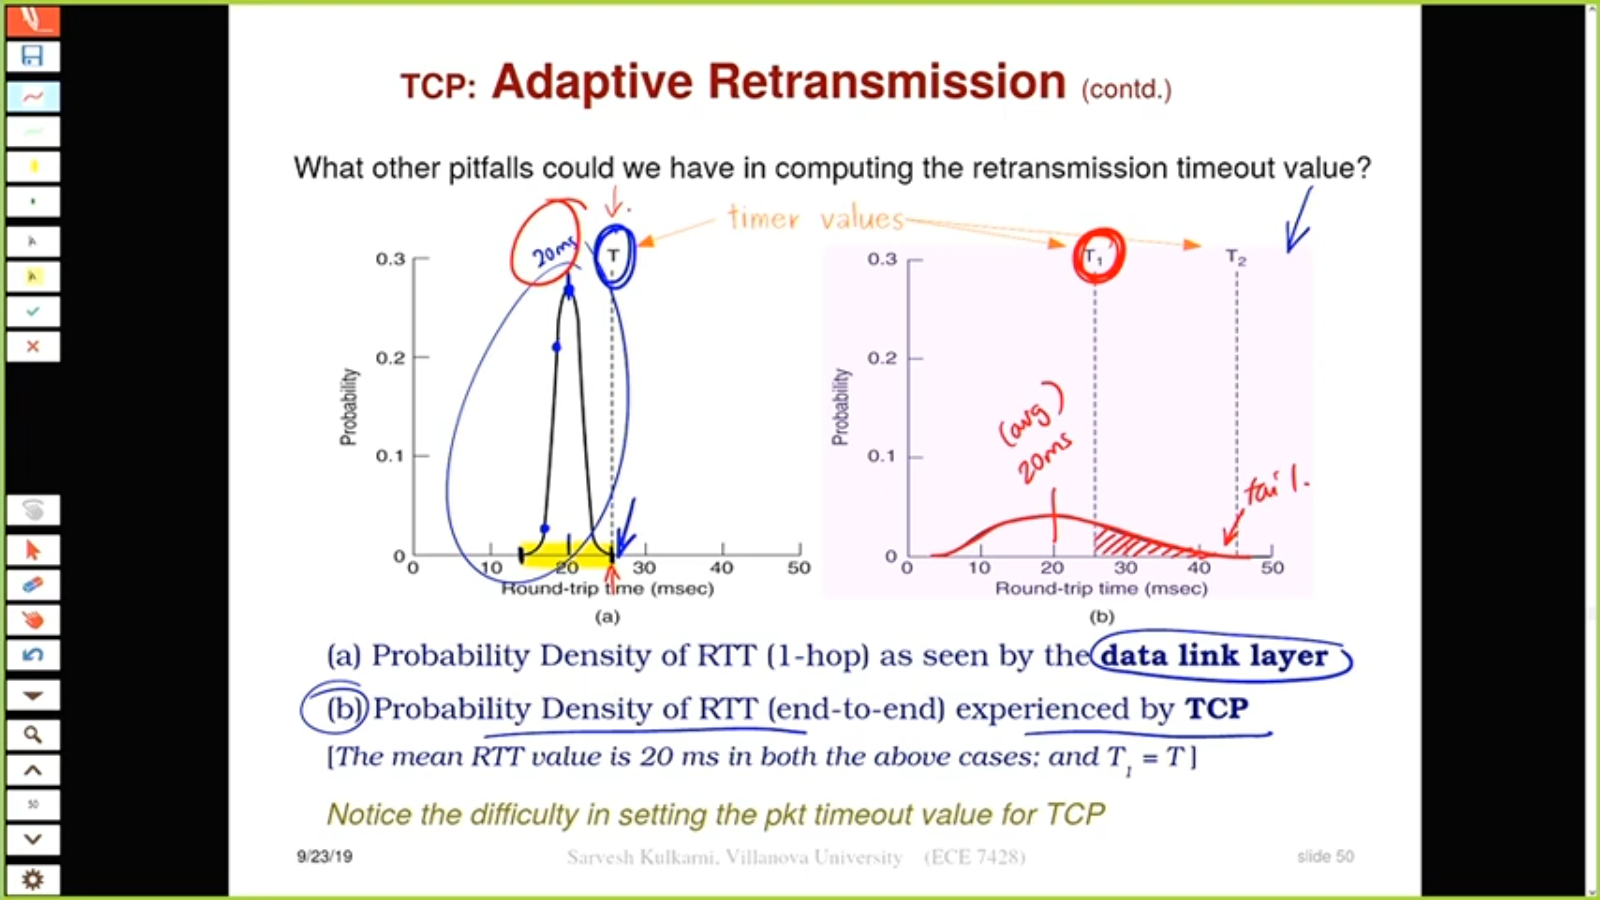 TCP: Adaptive Retransmission (contd.)
What other pitfalls could we have in computing the retransmission timeout value?
timer values
20ms
T
T1
T2
0.3
0.2
0.1
0
Probability
0 10 20 30 40 50
Round-trip time (msec)
(a)
0.3
0.2
0.1
0
Probability
(avg)
20ms
tail.
0 10 20 30 40 50
Round-trip time (msec)
(b)
(a) Probability Density of RTT (1-hop) as seen by the data link layer
(b) Probability Density of RTT (end-to-end) experienced by TCP
[The mean RTT value is 20 ms in both the above cases; and T1 = T ]
Notice the difficulty in setting the pkt timeout value for TCP
9/23/19 Sarvesh Kulkarni, Villanova University (ECE 7428) slide 50
50